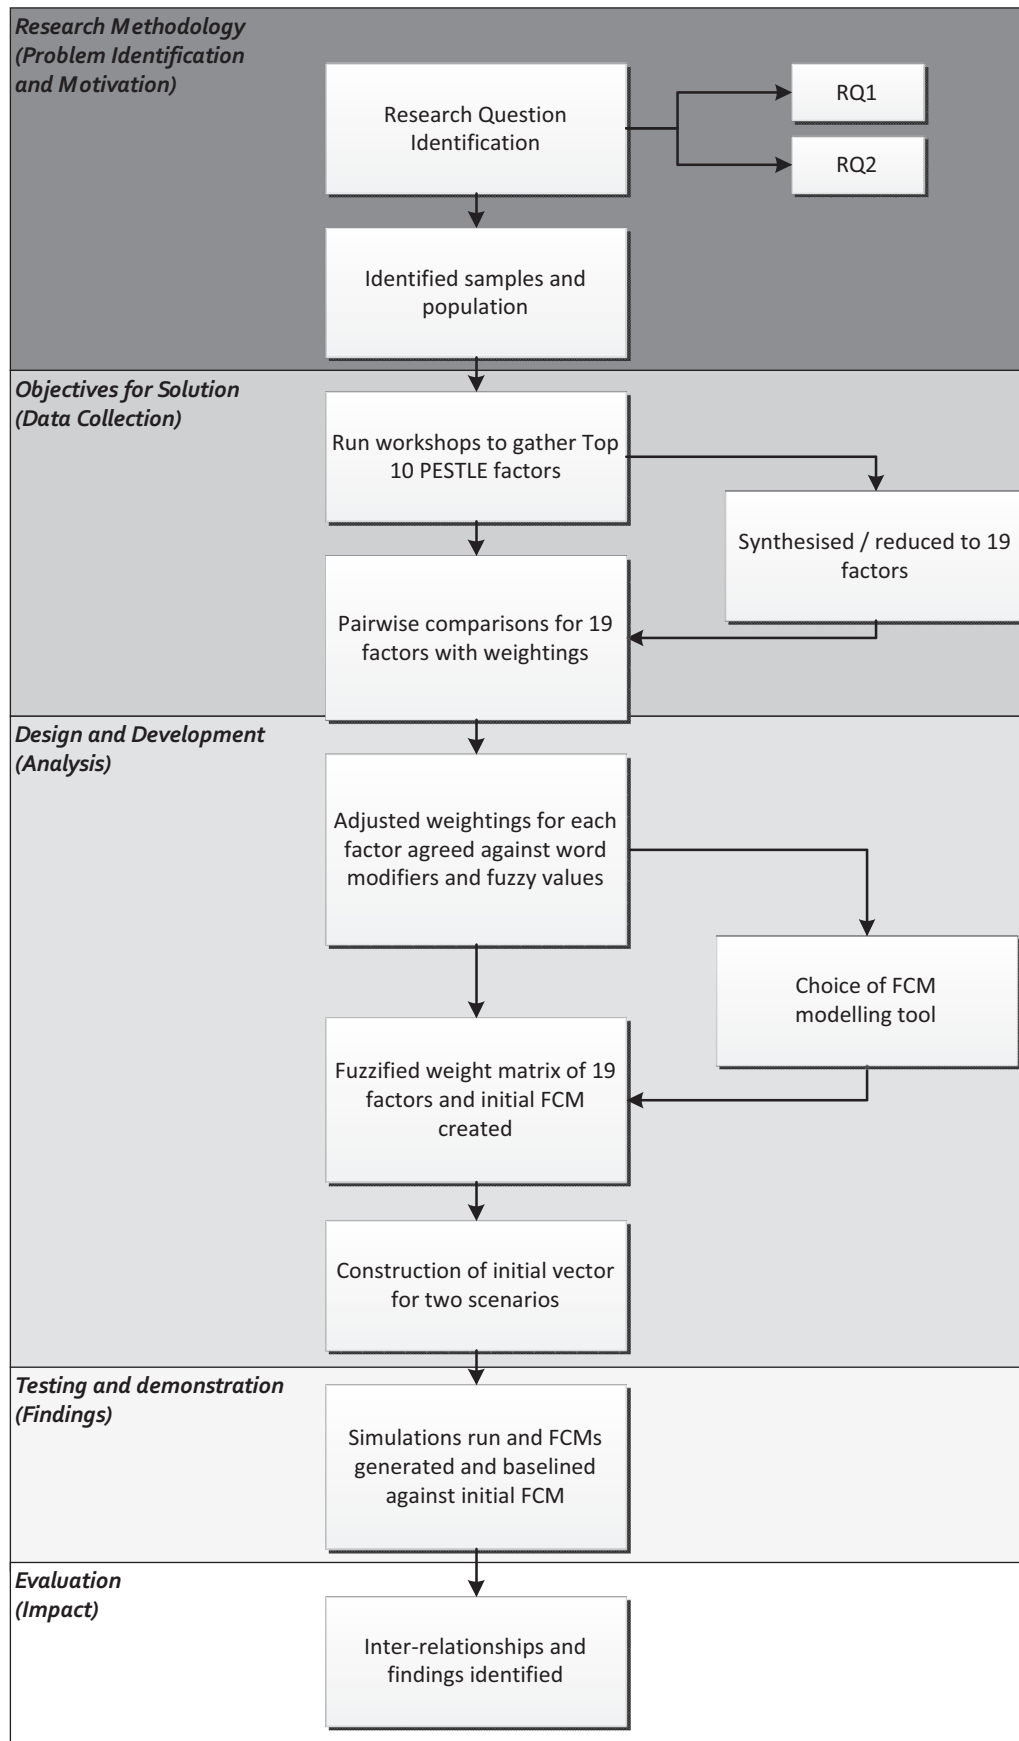 Research Methodology
(Problem Identification
and Motivation)
Research Question
Identification
RQ1
RQ2
Identified samples and
population
Objectives for Solution
(Data Collection)
Run workshops to gather Top
10 PESTLE factors
Synthesised / reduced to 19
factors
Pairwise comparisons for 19
factors with weightings
Design and Development
(Analysis)
Adjusted weightings for each
factor agreed against word
modifiers and fuzzy values
Choice of FCM
modelling tool
Fuzzified weight matrix of 19
factors and initial FCM
created
Construction of initial vector
for two scenarios
Testing and demonstration
(Findings)
Simulations run and FCMs
generated and baselined
against initial FCM
Evaluation
(Impact)
Inter-relationships and
findings identified